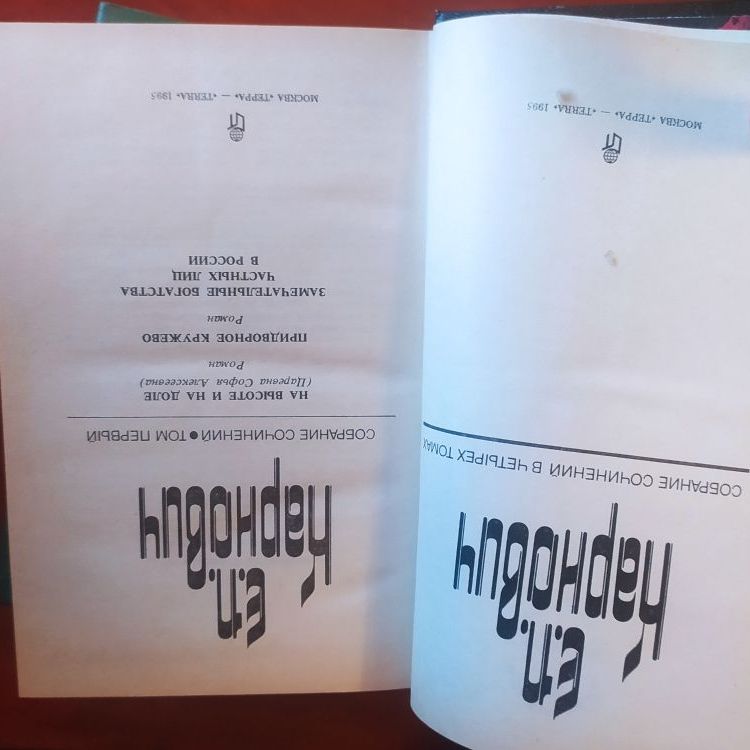 Е.П.
Карнович
СОБРАНИЕ СОЧИНЕНИЙ В ЧЕТЫРЕХ ТОМАХ
МОСКВА «ТЕРРА» — «TERRA» 1995
Е.П.
Карнович
СОБРАНИЕ СОЧИНЕНИЙ • ТОМ ПЕРВЫЙ
НА ВЫСОТЕ И НА ДОЛЕ
(Царевна Софья Алексеевна)
Роман
ПРИДВОРНОЕ КРУЖЕВО
Роман
ЗАМЕЧАТЕЛЬНЫЕ БОГАТСТВА
ЧАСТНЫХ ЛИЦ
В РОССИИ
МОСКВА «ТЕРРА» — «TERRA» 1995